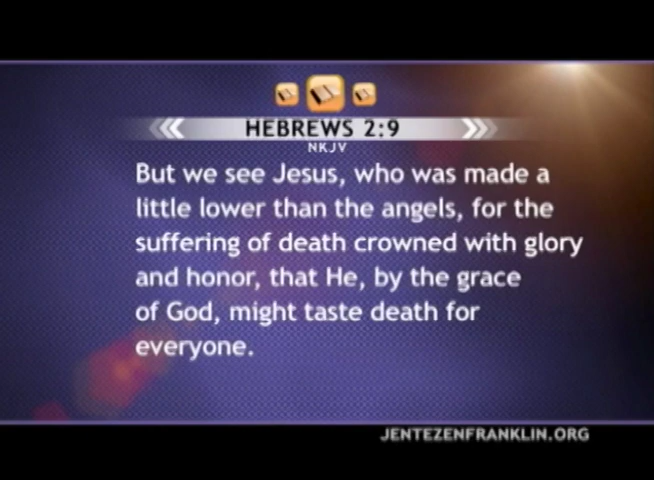 HEBREWS 2:9
NKJV
But we see Jesus, who was made a
little lower than the angels, for the
suffering of death crowned with glory
and honor, that He, by the grace
of God, might taste death for
everyone.
JENTEZENFRANKLIN.ORG